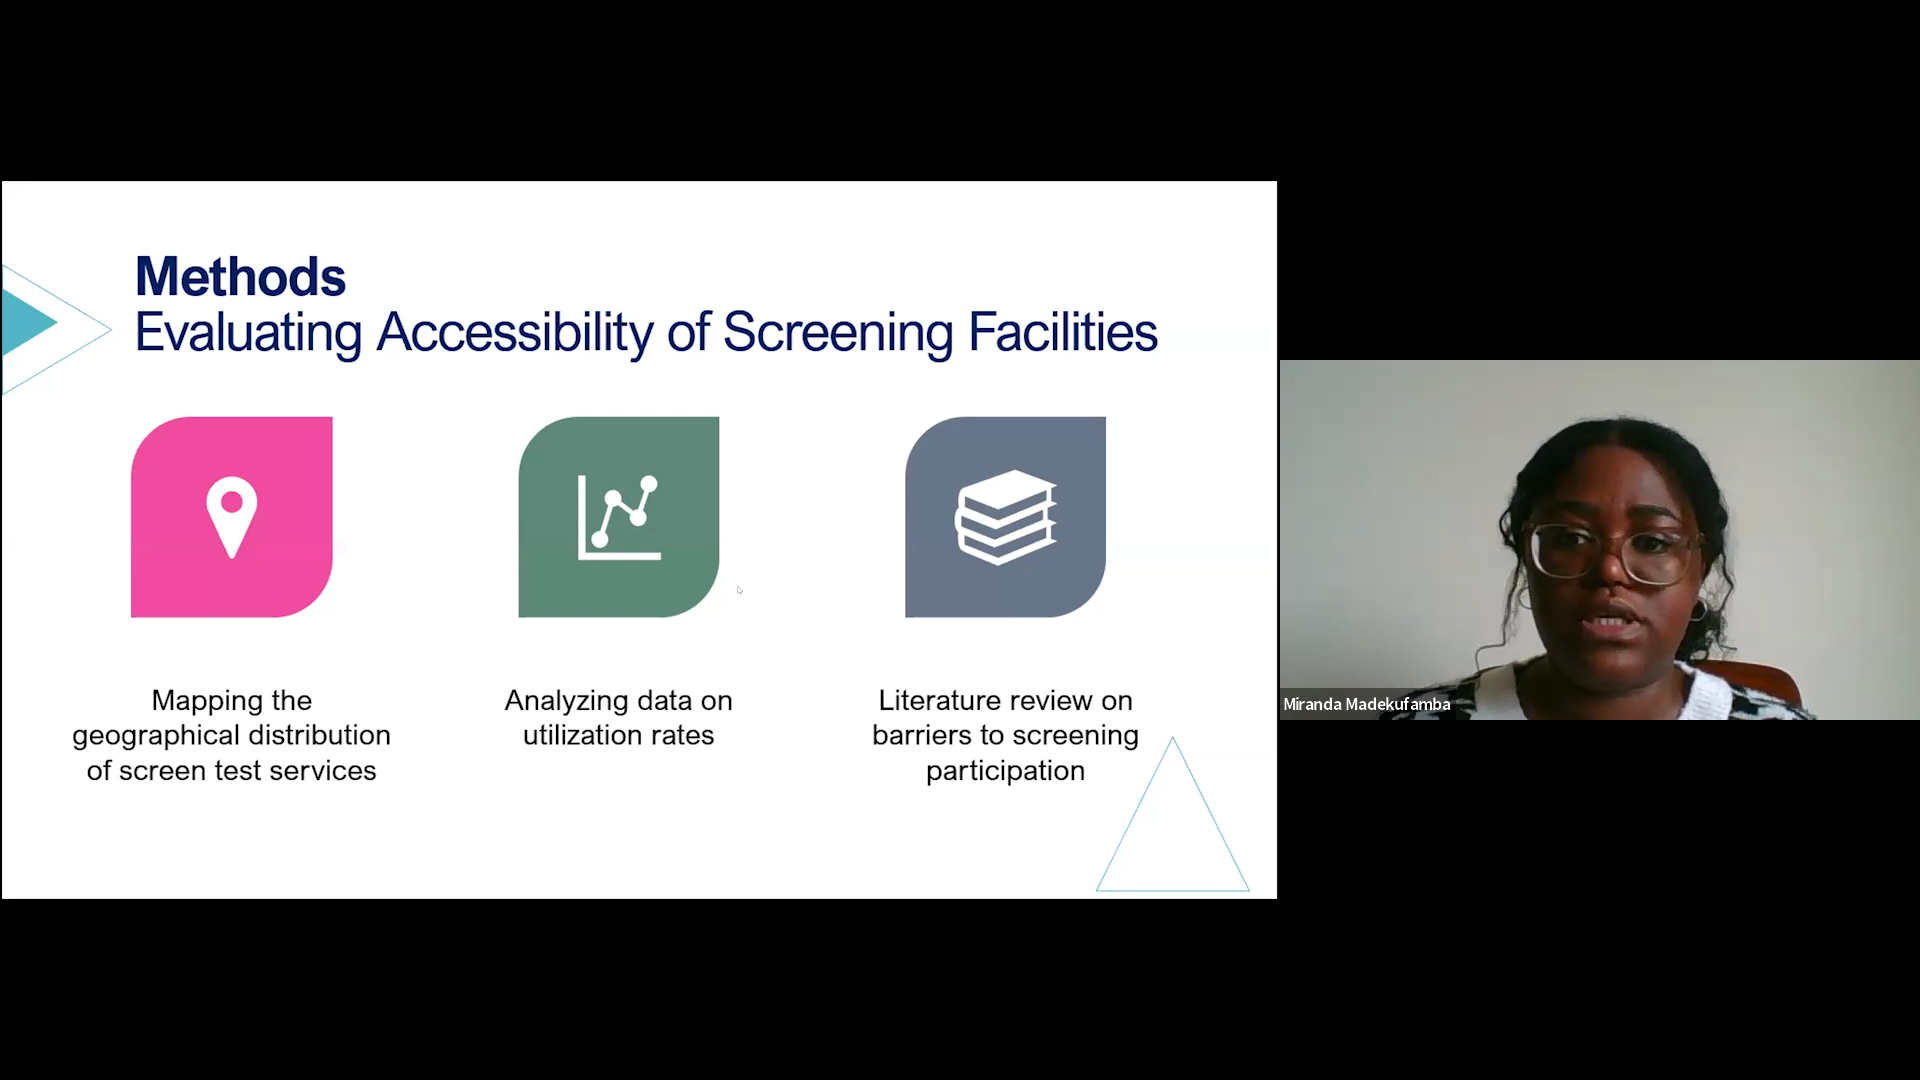 Methods
Evaluating Accessibility of Screening Facilities
Mapping the
geographical distribution
of screen test services
Analyzing data on
utilization rates
Literature review on
barriers to screening
participation
Miranda Madekufamba